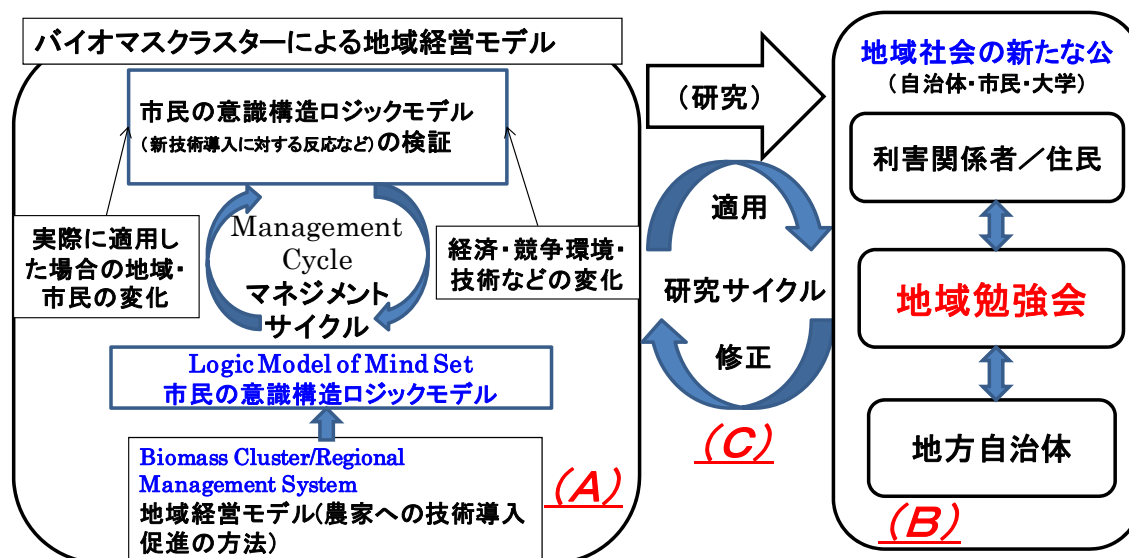 バイオマスクラスターによる地域経営モデル
市民の意識構造ロジックモデル
(新技術導入に対する反応など)の検証
実際に適用し
た場合の地域・
市民の変化
Management
Cycle
マネジメント
サイクル
経済・競争環境・
技術などの変化
Logic Model of Mind Set
市民の意識構造ロジックモデル
Biomass Cluster/Regional
Management System
地域経営モデル(農家への技術導入
促進の方法)
(A)
(研究)
適用
研究サイクル
修正
(C)
地域社会の新たな公
(自治体・市民・大学)
利害関係者／住民
地域勉強会
地方自治体
(B)